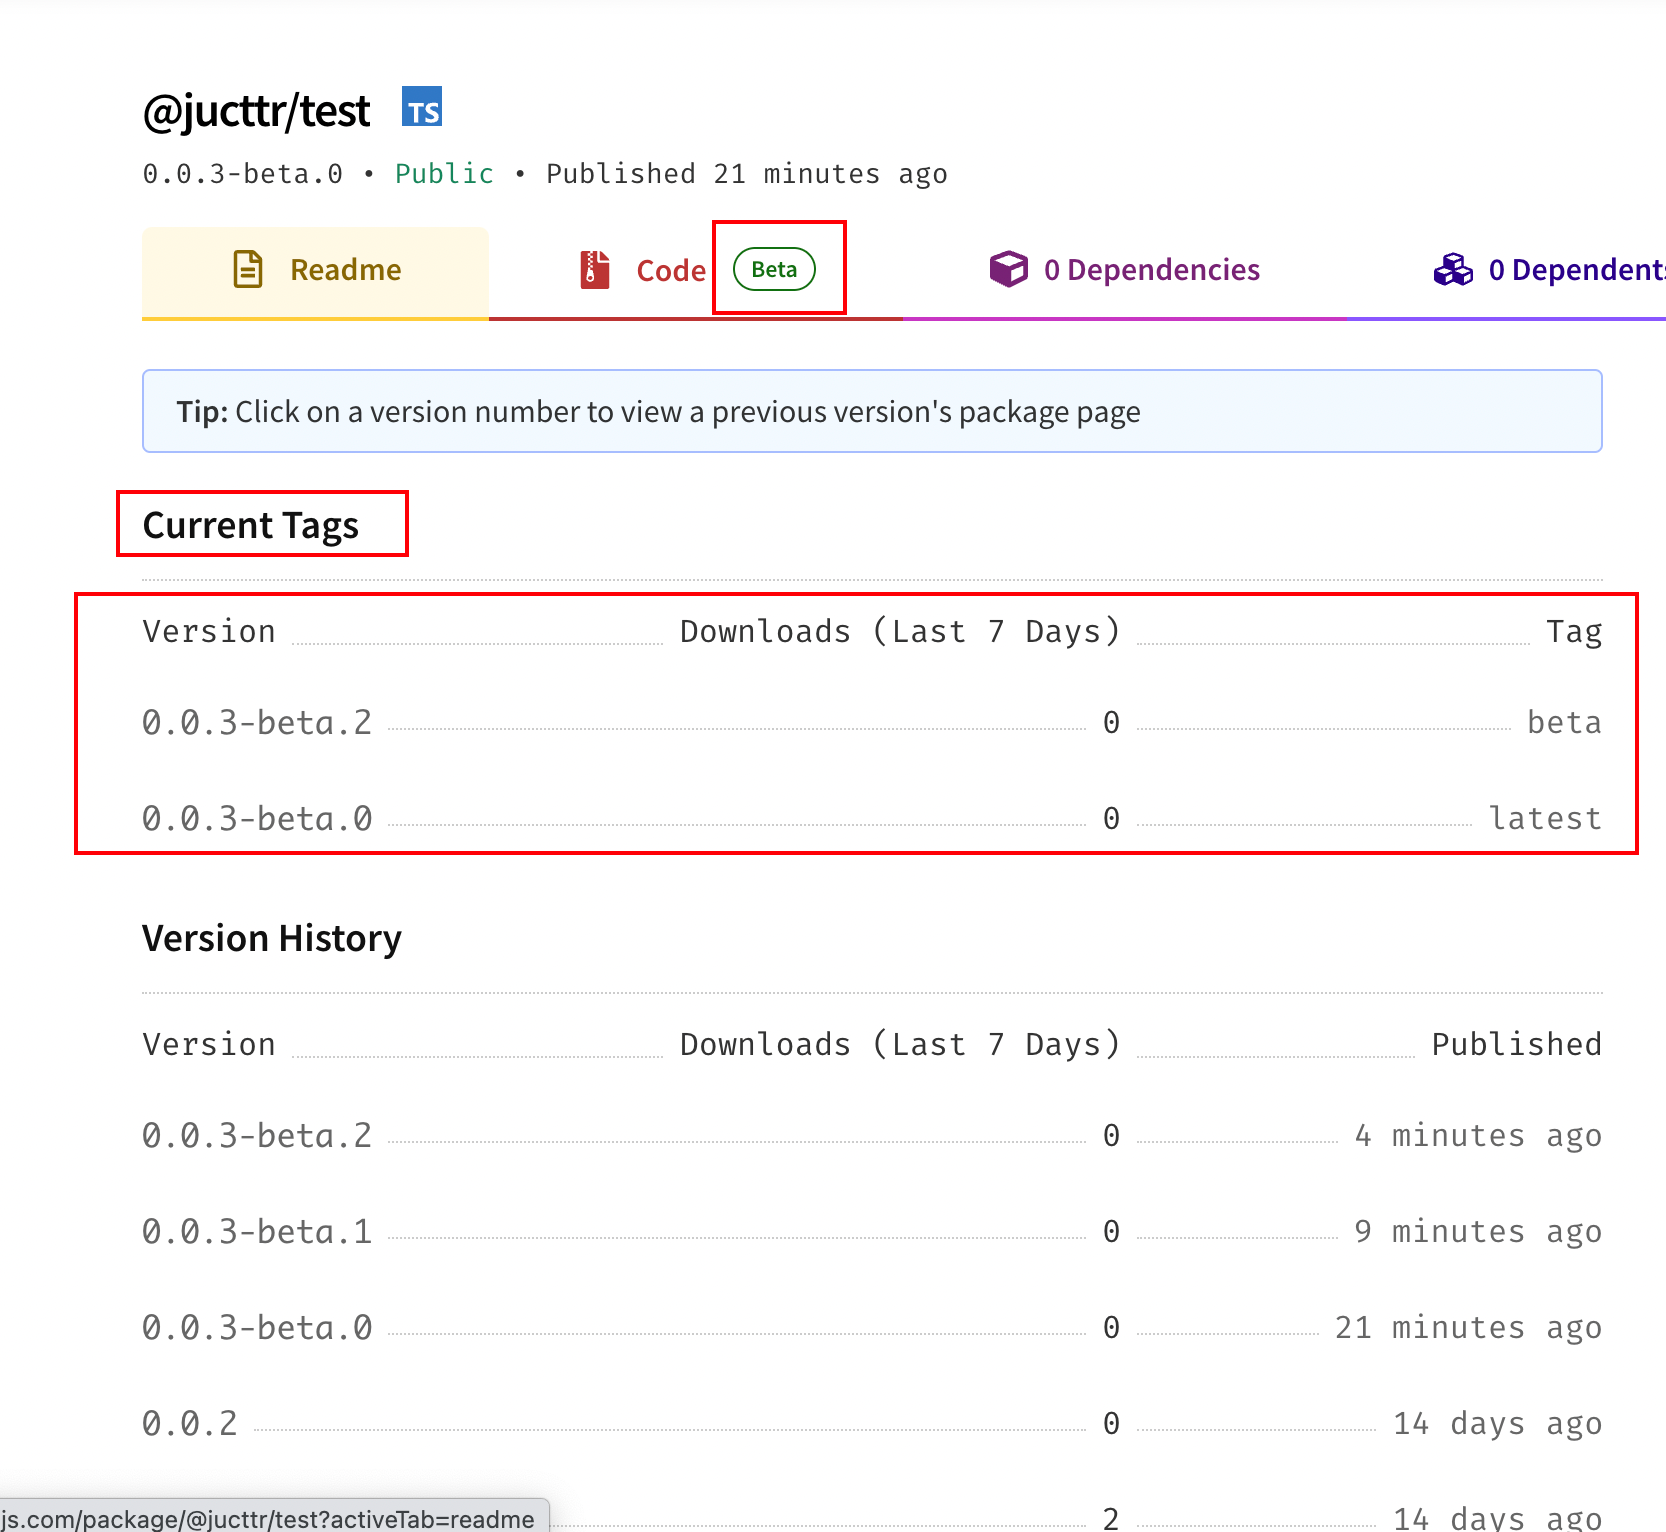 @jucttr/test TS
0.0.3-beta.0 • Public • Published 21 minutes ago
Readme Code Beta 0 Dependencies 0 Dependents
Tip: Click on a version number to view a previous version's package page
Current Tags
Version Downloads (Last 7 Days) Tag
0.0.3-beta.2 0 beta
0.0.3-beta.0 0 latest
Version History
Version Downloads (Last 7 Days) Published
0.0.3-beta.2 0 4 minutes ago
0.0.3-beta.1 0 9 minutes ago
0.0.3-beta.0 0 21 minutes ago
0.0.2 0 14 days ago
js.com/package/@jucttr/test?activeTab=readme 2 14 days ago